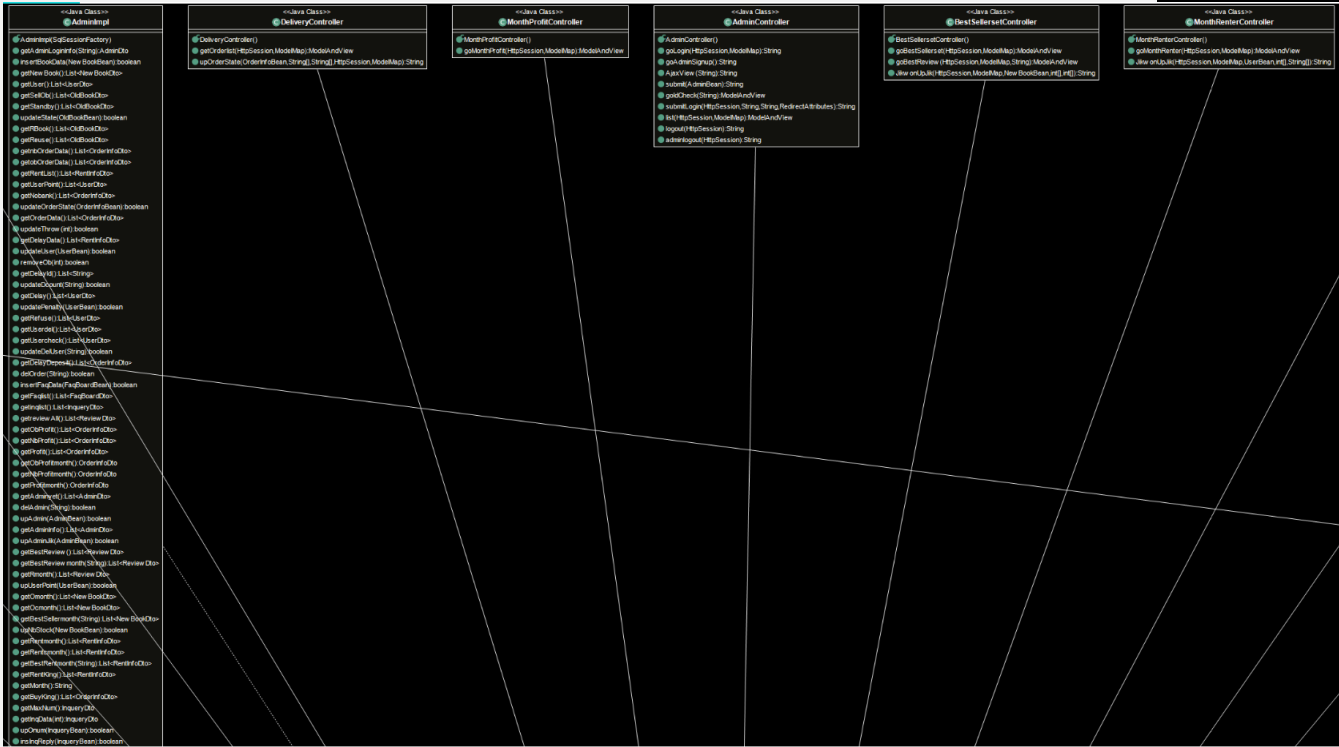 <<Java Class>>
AdminImpl
AdminImpl(SqlSessionFactory)
getAdminLoginInfo(String):AdminDto
insertBookData(New BookBean):boolean
getNew Book():List<New BookDto>
getUser():List<UserDto>
getSellOb():List<OldBookDto>
getStandby():List<OldBookDto>
updateState(OldBookBean):boolean
getRBook():List<OldBookDto>
getReuse():List<OldBookDto>
getnbOrderData():List<OrderInfoDto>
getobOrderData():List<OrderInfoDto>
getRentList():List<RentInfoDto>
getUserPoint():List<UserDto>
getNobank():List<OrderInfoDto>
updateOrderState(OrderInfoBean):boolean
getOrderData():List<OrderInfoDto>
updateThrow (int):boolean
getDelayData():List<RentInfoDto>
updateUser(UserBean):boolean
removeOb(int):boolean
getDelayId():List<String>
updateDcount(String):boolean
getDelay():List<UserDto>
updatePenalty(UserBean):boolean
getRefuse():List<UserDto>
getUserdel():List<UserDto>
getUsercheck():List<UserDto>
updateDelUser(String):boolean
getDelayDeposit():List<OrderInfoDto>
delOrder(String):boolean
insertFaqData(FaqBoardBean):boolean
getFaqlist():List<FaqBoardDto>
getInqlist():List<InqueryDto>
getreview All():List<Review Dto>
getObProfit():List<OrderInfoDto>
getNbProfit():List<OrderInfoDto>
getProfit():List<OrderInfoDto>
getObProfitmonth():OrderInfoDto
getNbProfitmonth():OrderInfoDto
getProfitmonth():OrderInfoDto
getAdminyet():List<AdminDto>
delAdmin(String):boolean
upAdmin(AdminBean):boolean
getAdminInfo():List<AdminDto>
upAdminJik(AdminBean):boolean
getBestReview ():List<Review Dto>
getBestReview month(String):List<Review Dto>
getRmonth():List<Review Dto>
upUserPoint(UserBean):boolean
getOmonth():List<New BookDto>
getOcmonth():List<New BookDto>
getBestSellermonth(String):List<New BookDto>
upNbStock(New BookBean):boolean
getRentmonth():List<RentInfoDto>
getRentcmonth():List<RentInfoDto>
getBestRentmonth(String):List<RentInfoDto>
getRentKing():List<RentInfoDto>
getMonth():String
getBuyKing():List<OrderInfoDto>
getMaxNum():InqueryDto
getInqData(int):InqueryDto
upOnum(InqueryBean):boolean
insInqReply(InqueryBean):boolean
<<Java Class>>
DeliveryController
DeliveryController()
getOrderlist(HttpSession,ModelMap):ModelAndView
upOrderState(OrderInfoBean,String[],String[],HttpSession,ModelMap):String
<<Java Class>>
MonthProfitController
MonthProfitController()
goMonthProfit(HttpSession,ModelMap):ModelAndView
<<Java Class>>
AdminController
AdminController()
goLogin(HttpSession,ModelMap):String
goAdminSignup():String
AjaxView (String):String
submit(AdminBean):String
goIdCheck(String):ModelAndView
submitLogin(HttpSession,String,String,RedirectAttributes):String
list(HttpSession,ModelMap):ModelAndView
logout(HttpSession):String
adminlogout(HttpSession):String
<<Java Class>>
BestSellersetController
BestSellersetController()
goBestSellerset(HttpSession,ModelMap):ModelAndView
goBestReview (HttpSession,ModelMap,String):ModelAndView
Jikw onUpJik(HttpSession,ModelMap,New BookBean,int[],int[]):String
<<Java Class>>
MonthRenterController
MonthRenterController()
goMonthRenter(HttpSession,ModelMap):ModelAndView
Jikw onUpJik(HttpSession,ModelMap,UserBean,int[],String[]):String